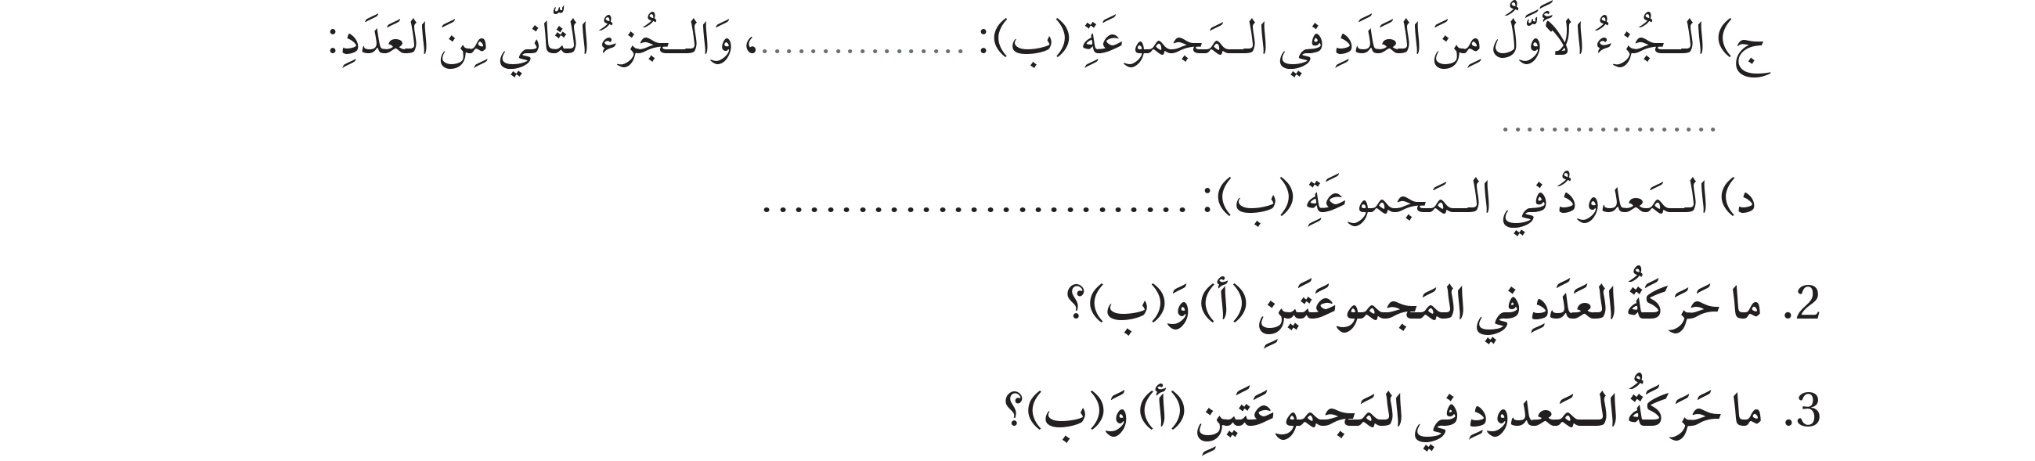 ج) الـجُزءُ الأَوَّلُ مِنَ العَدَدِ في الـمَجموعَةِ (ب): .................، وَالـجُزءُ الثّاني مِنَ العَدَدِ:
..................
د) الـمَعدودُ في الـمَجموعَةِ (ب): ...........................
2. ما حَرَكَةُ العَدَدِ في المَجموعَتَينِ (أ) وَ(ب)؟
3. ما حَرَكَةُ الـمَعدودِ في المَجموعَتَينِ (أ) وَ(ب)؟